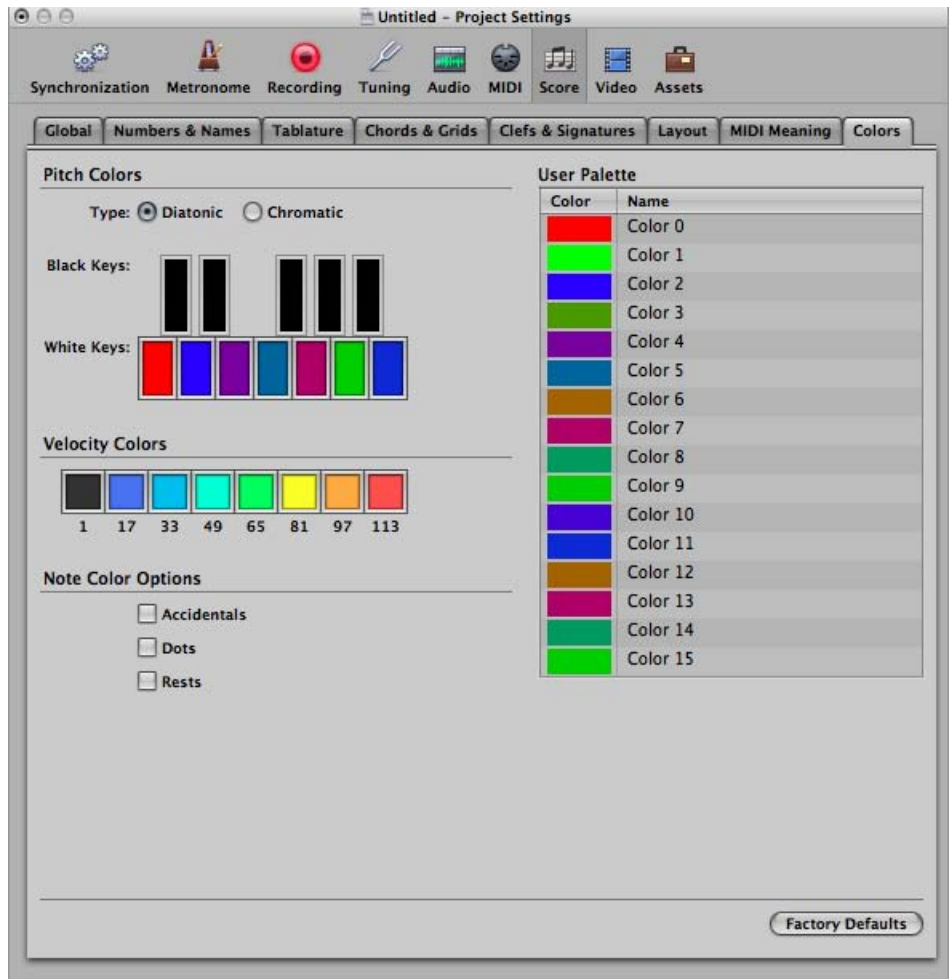 Untitled – Project Settings
Synchronization Metronome Recording Tuning Audio MIDI Score Video Assets
Global Numbers & Names Tablature Chords & Grids Clefs & Signatures Layout MIDI Meaning Colors
Pitch Colors
Type: Diatonic Chromatic
Black Keys:
White Keys:
Velocity Colors
1 17 33 49 65 81 97 113
Note Color Options
Accidentals
Dots
Rests
User Palette
Color Name
Color 0
Color 1
Color 2
Color 3
Color 4
Color 5
Color 6
Color 7
Color 8
Color 9
Color 10
Color 11
Color 12
Color 13
Color 14
Color 15
Factory Defaults